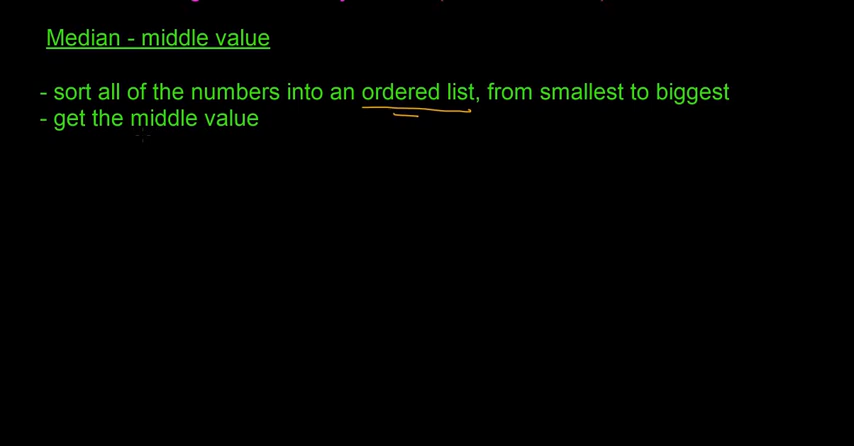 Median - middle value
- sort all of the numbers into an ordered list, from smallest to biggest
- get the middle value